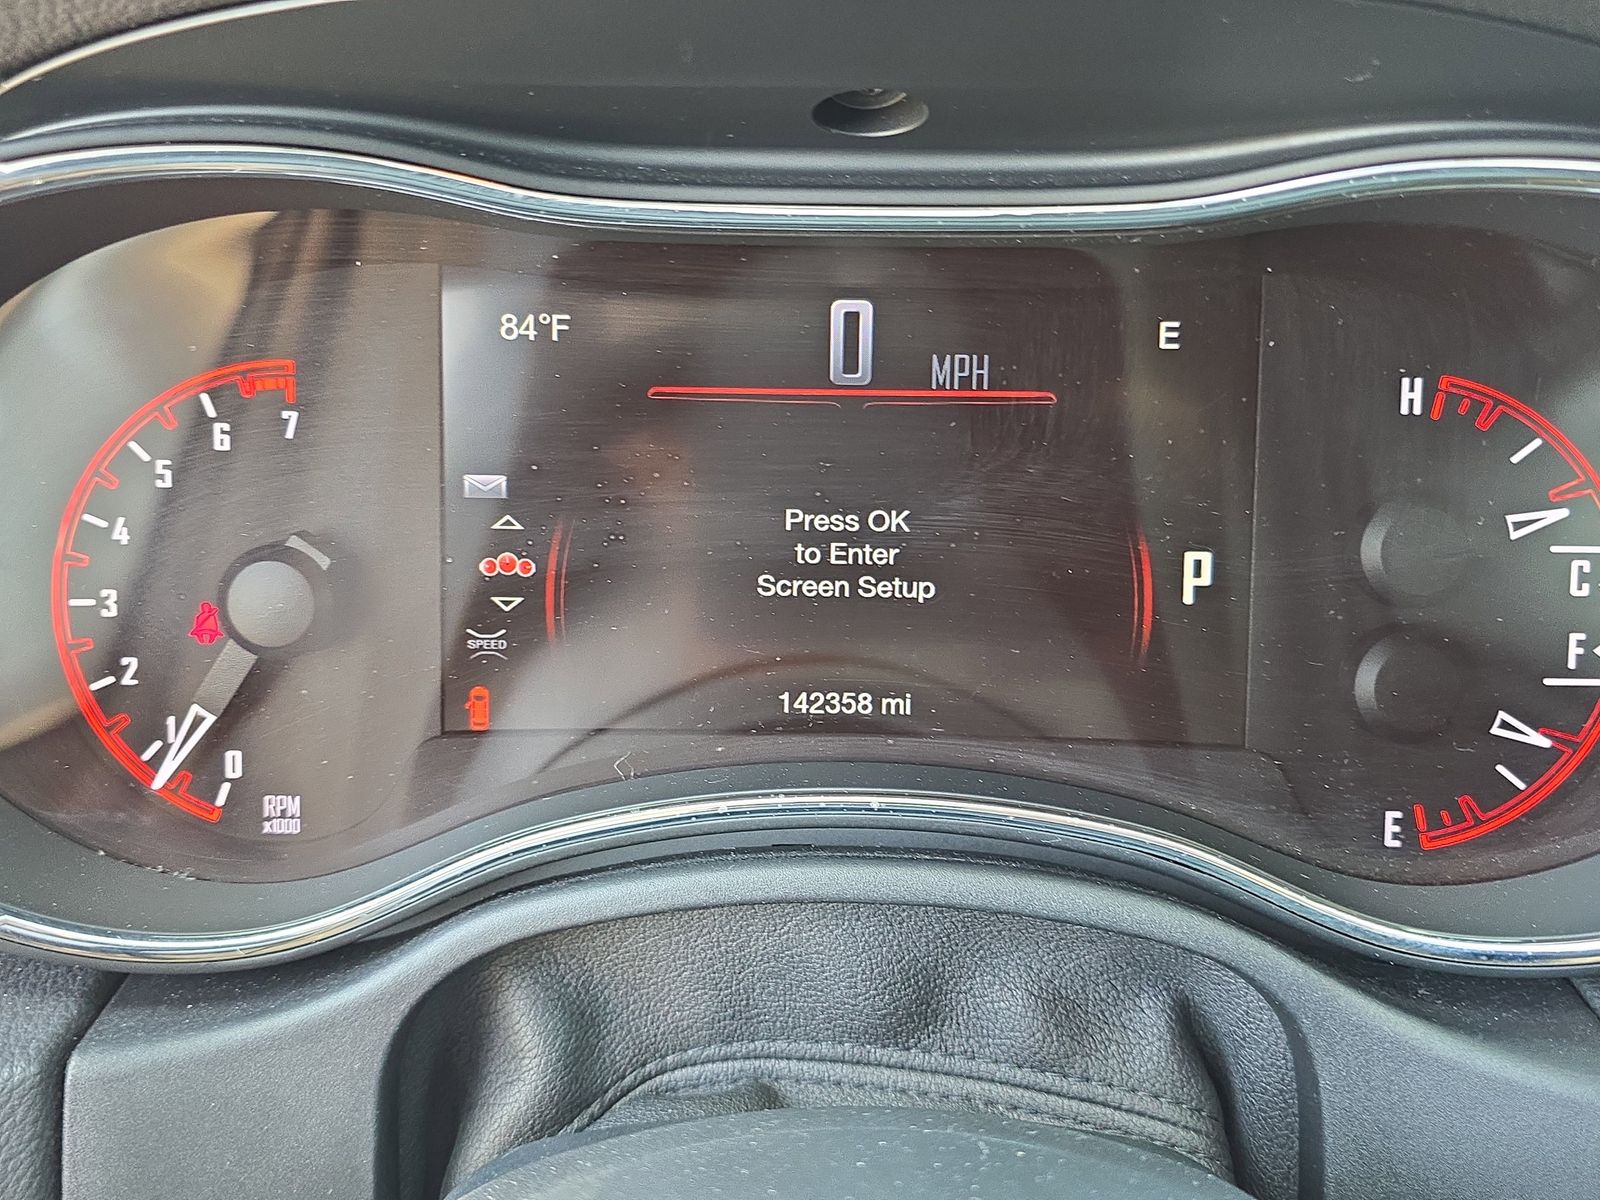 84°F
0
MPH
E
7
6
5
4
3
2
1
0
RPM
x1000
Press OK
to Enter
Screen Setup
SPEED
142358 mi
P
H
C
F
E